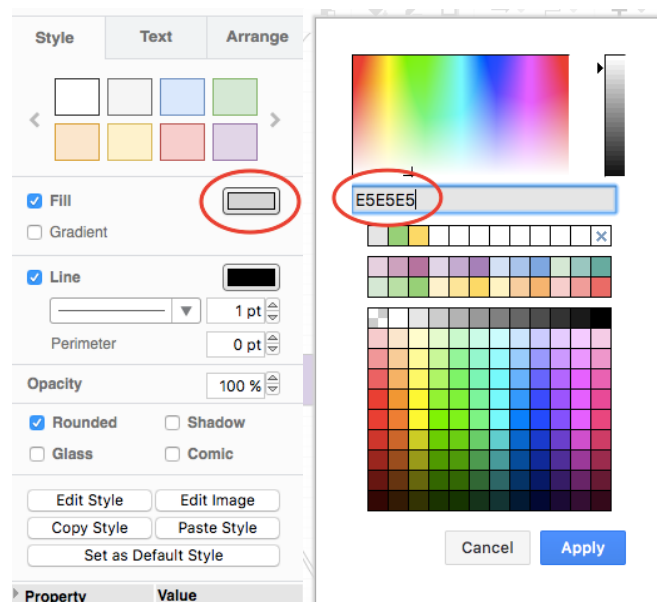 Style Text Arrange
Fill
Gradient
Line
1 pt
Perimeter 0 pt
Opacity 100 %
Rounded Shadow
Glass Comic
Edit Style Edit Image
Copy Style Paste Style
Set as Default Style
Property Value
E5E5E5
Cancel Apply